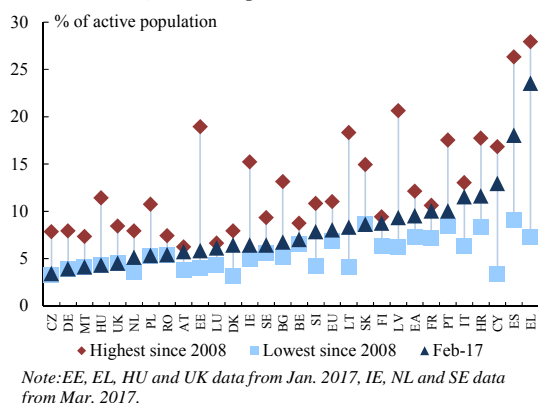 % of active population
30
25
20
15
10
5
0
CZ DE MT HU UK NL PL RO AT EE LU DK IE SE BG BE SI EU LT SK FI LV EA FR PT IT HR CY ES EL
Highest since 2008 Lowest since 2008 Feb-17
Note:EE, EL, HU and UK data from Jan. 2017, IE, NL and SE data
from Mar. 2017.